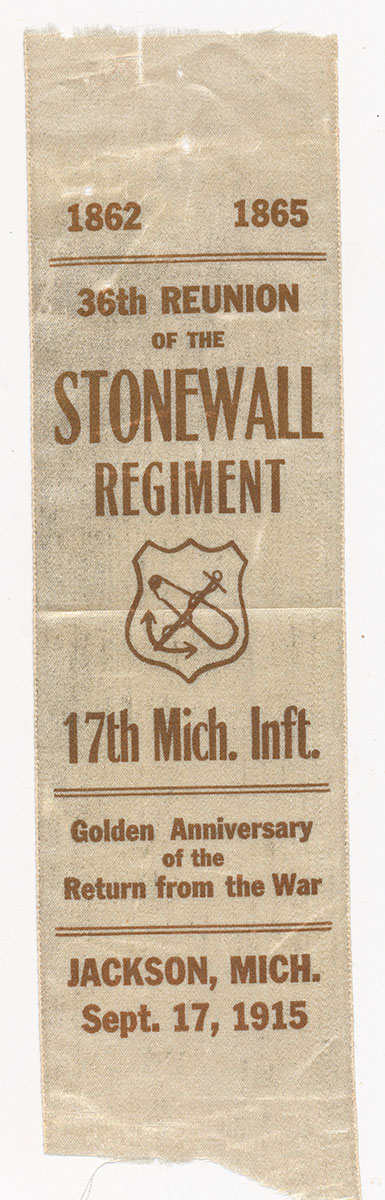 1862 1865
36th REUNION
OF THE
STONEWALL
REGIMENT
17th Mich. Inft.
Golden Anniversary
of the
Return from the War
JACKSON, MICH.
Sept. 17, 1915